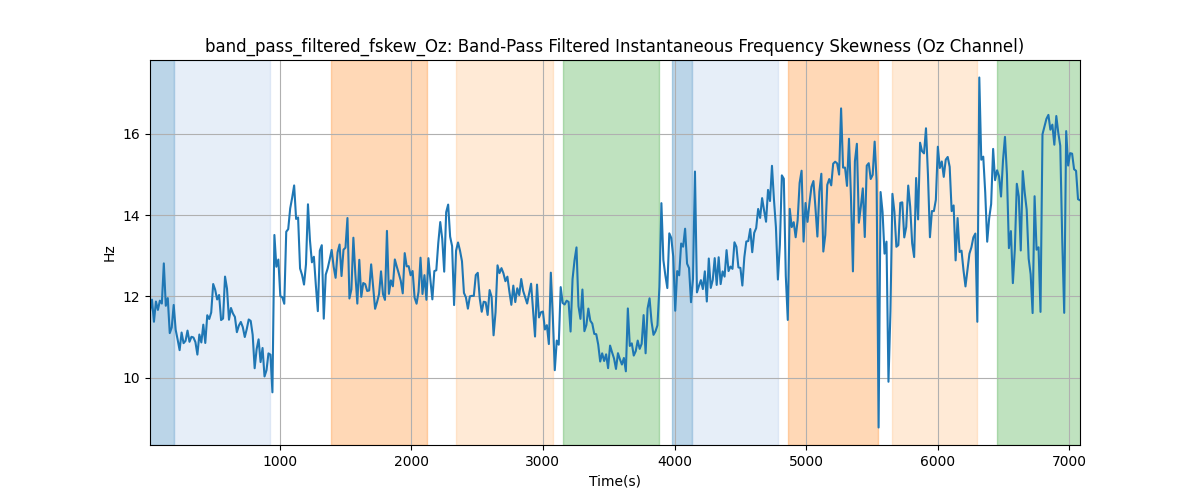 band_pass_filtered_fskew_Oz: Band-Pass Filtered Instantaneous Frequency Skewness (Oz Channel)
16
14
12
10
Hz
1000 2000 3000 4000 5000 6000 7000
Time(s)